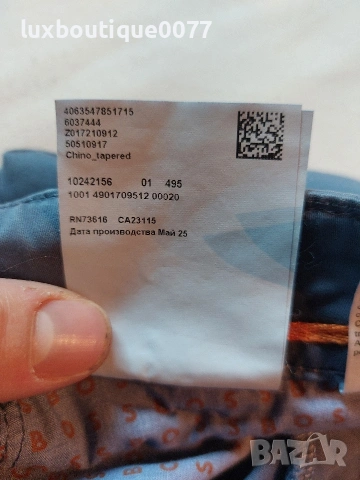 luxboutique0077
4063547851715
6037444
Z017210912
50510917
Chino_tapered
10242156 01 495
1001 4901709512 00020
RN73616 CA23115
Дата производства Май 25
BAZAR